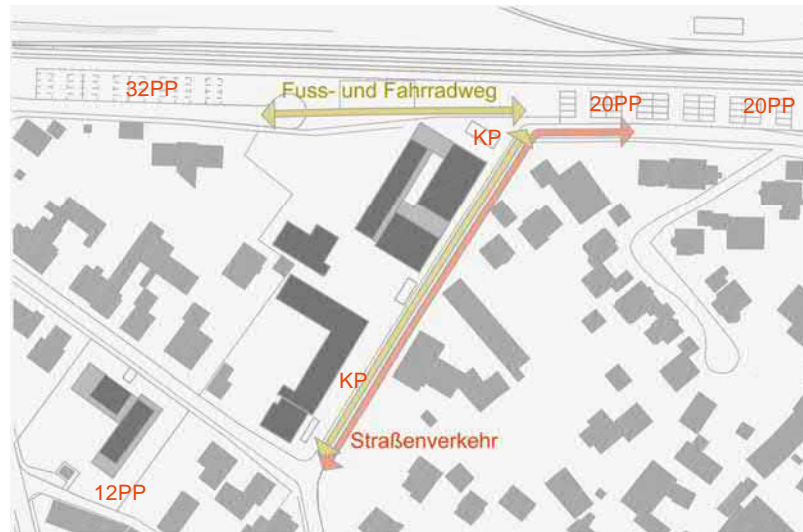 32PP
Fuss- und Fahrradweg
20PP
20PP
KP
KP
Straßenverkehr
12PP